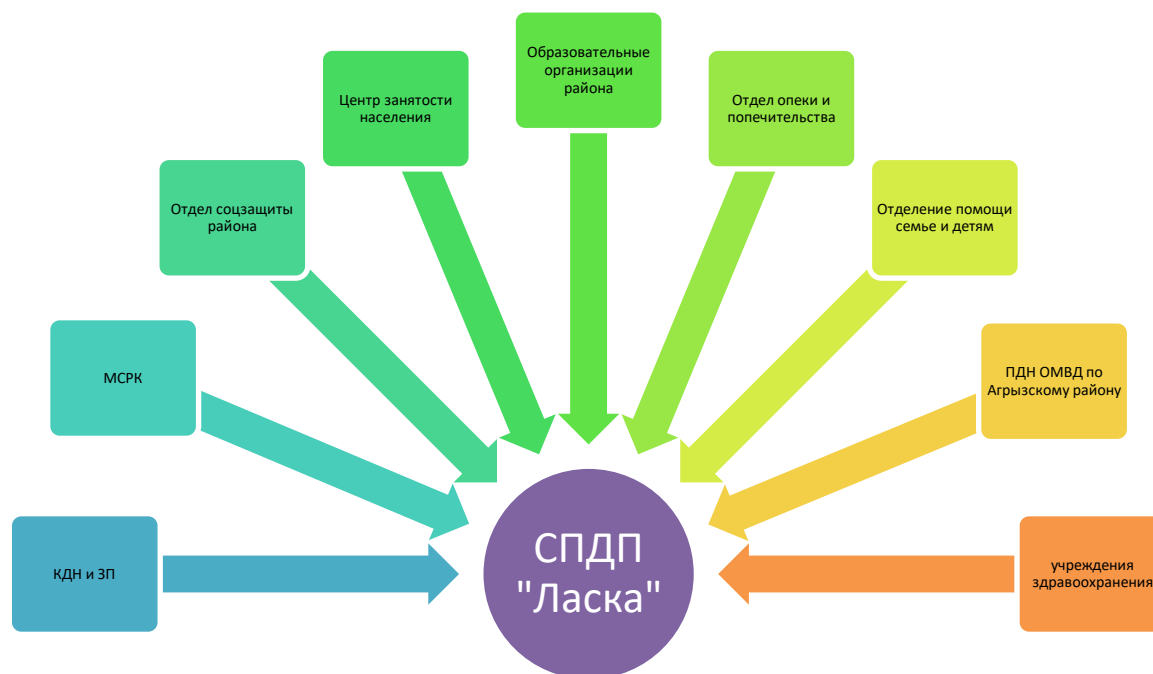 Образовательные
организации
района
Центр занятости
населения
Отдел опеки и
попечительства
Отдел соцзащиты
района
Отделение помощи
семье и детям
МСРК
ПДН ОМВД по
Агрызскому району
КДН и ЗП
СПДП
"Ласка"
учреждения
здравоохранения